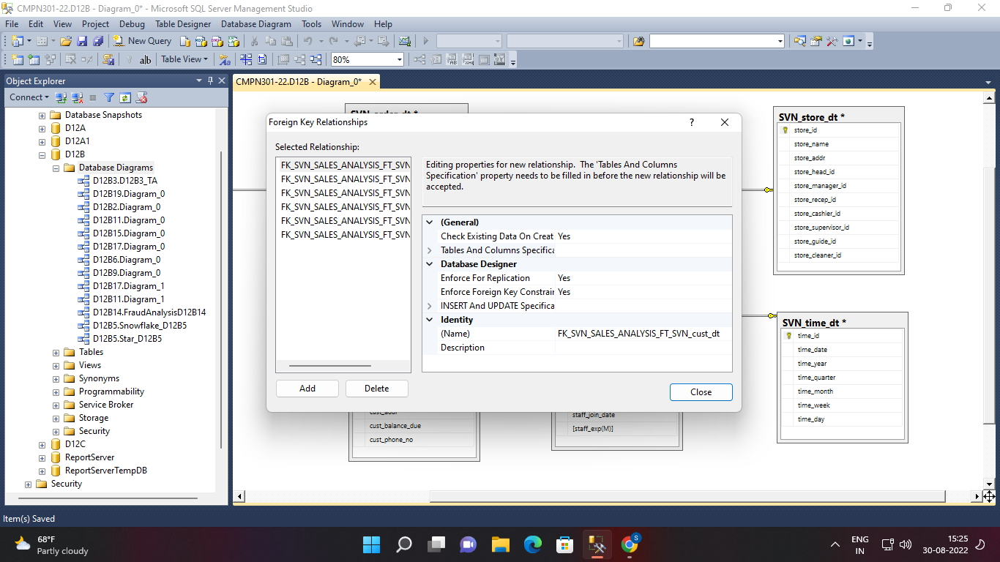 CMPN301-22.D12B - Diagram_0* - Microsoft SQL Server Management Studio
File Edit View Project Debug Table Designer Database Diagram Tools Window Help
New Query
ab Table View 80%
Object Explorer
Connect
Database Snapshots
D12A
D12A1
D12B
Database Diagrams
D12B3.D12B3_TA
D12B19.Diagram_0
D12B2.Diagram_0
D12B11.Diagram_0
D12B15.Diagram_0
D12B17.Diagram_0
D12B6.Diagram_0
D12B9.Diagram_0
D12B17.Diagram_1
D12B11.Diagram_1
D12B14.FraudAnalysisD12B14
D12B5.Snowflake_D12B5
D12B5.Star_D12B5
Tables
Views
Synonyms
Programmability
Service Broker
Storage
Security
D12C
ReportServer
ReportServerTempDB
Security
CMPN301-22.D12B - Diagram_0*
Foreign Key Relationships
?
Selected Relationship:
FK_SVN_SALES_ANALYSIS_FT_SVN
FK_SVN_SALES_ANALYSIS_FT_SVN
FK_SVN_SALES_ANALYSIS_FT_SVN
FK_SVN_SALES_ANALYSIS_FT_SVN
FK_SVN_SALES_ANALYSIS_FT_SVN
FK_SVN_SALES_ANALYSIS_FT_SVN
Add Delete
Editing properties for new relationship. The 'Tables And Columns
Specification' property needs to be filled in before the new relationship will be
accepted.
(General)
Check Existing Data On Creat Yes
Tables And Columns Specifica
Database Designer
Enforce For Replication Yes
Enforce Foreign Key Constrain Yes
INSERT And UPDATE Specifica
Identity
(Name) FK_SVN_SALES_ANALYSIS_FT_SVN_cust_dt
Description
Close
SVN_store_dt *
store_id
store_name
store_addr
store_head_id
store_manager_id
store_recep_id
store_cashier_id
store_supervisor_id
store_guide_id
store_cleaner_id
SVN_time_dt *
time_id
time_date
time_year
time_quarter
time_month
time_week
time_day
cust_addr
cust_balance_due
cust_phone_no
staff_join_date
[staff_exp(M)]
Item(s) Saved
68°F
Partly cloudy
S
ENG
IN
15:25
30-08-2022